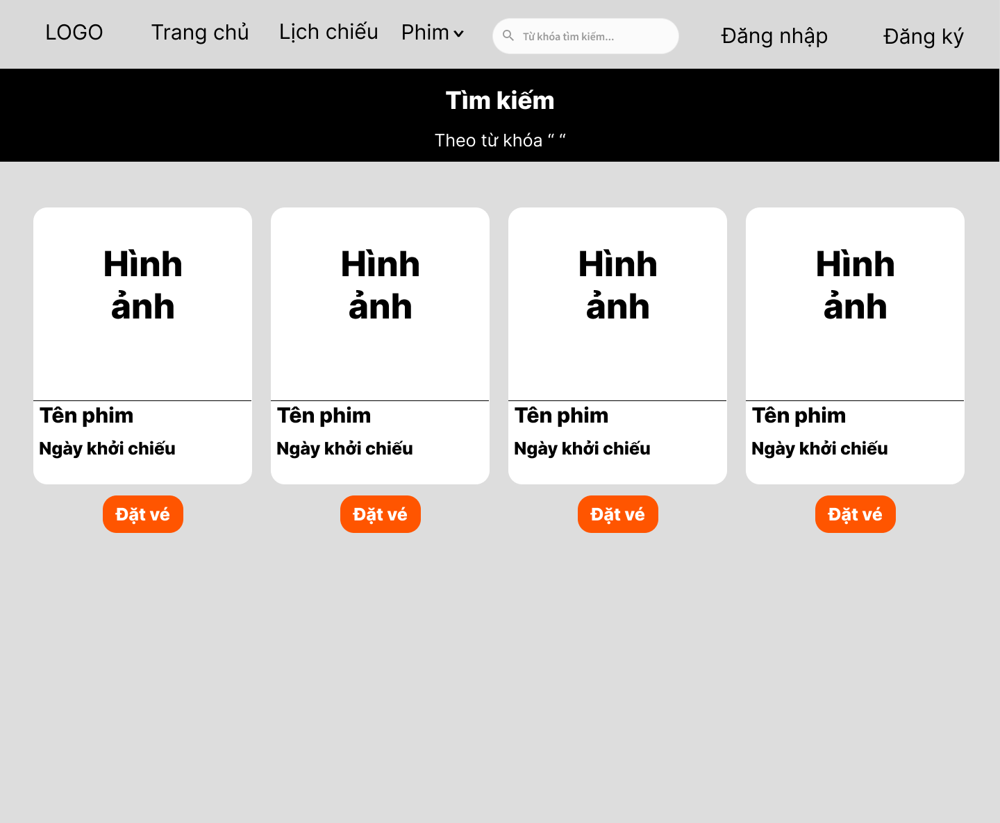 LOGO Trang chủ Lịch chiếu Phim Từ khóa tìm kiếm... Đăng nhập Đăng ký
Tìm kiếm
Theo từ khóa “ “
Hình
ảnh
Tên phim
Ngày khởi chiếu
Đặt vé
Hình
ảnh
Tên phim
Ngày khởi chiếu
Đặt vé
Hình
ảnh
Tên phim
Ngày khởi chiếu
Đặt vé
Hình
ảnh
Tên phim
Ngày khởi chiếu
Đặt vé